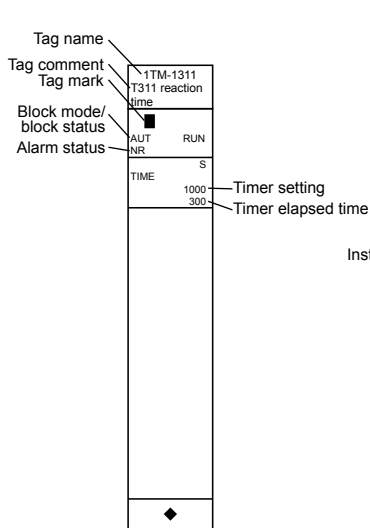 Tag name
Tag comment
Tag mark
Block mode/
block status
Alarm status
1TM-1311
T311 reaction
time
AUT RUN
NR
S
TIME
1000
300
Timer setting
Timer elapsed time
Inst